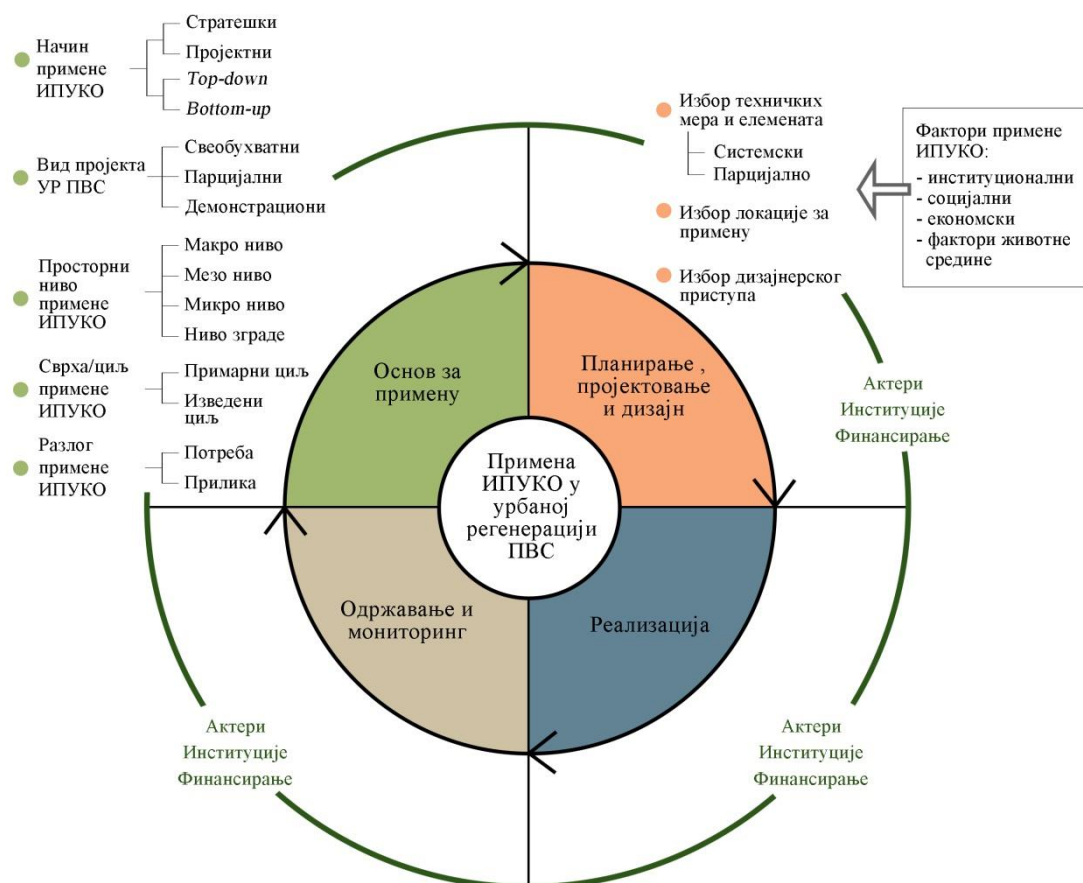 Начин
примене
ИПУКО
Стратешки
Пројектни
Top-down
Bottom-up
Вид пројекта
УР ПВС
Свеобухватни
Парцијални
Демонстрациони
Просторни
ниво
примене
ИПУКО
Макро ниво
Мезо ниво
Микро ниво
Ниво зграде
Сврха/циљ
примене
ИПУКО
Примарни циљ
Изведени
циљ
Разлог
примене
ИПУКО
Потреба
Прилика
Избор техничких
мера и елемената
Системски
Парцијално
Избор локације за
примену
Избор дизајнерског
приступа
Фактори примене
ИПУКО:
- институционални
- социјални
- економски
- фактори животне
средине
Основ за
примену
Планирање ,
пројектовање
и дизајн
Примена
ИПУКО у
урбаној
регенерацији
ПВС
Одржавање и
мониторинг
Реализација
Актери
Институције
Финансирање
Актери
Институције
Финансирање
Актери
Институције
Финансирање